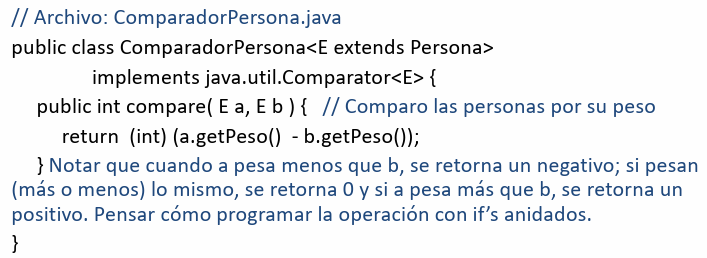 // Archivo: ComparadorPersona.java
public class ComparadorPersona<E extends Persona>
implements java.util.Comparator<E> {
public int compare( E a, E b ) { // Comparo las personas por su peso
return (int) (a.getPeso() - b.getPeso());
} Notar que cuando a pesa menos que b, se retorna un negativo; si pesan
(más o menos) lo mismo, se retorna 0 y si a pesa más que b, se retorna un
positivo. Pensar cómo programar la operación con if's anidados.
}